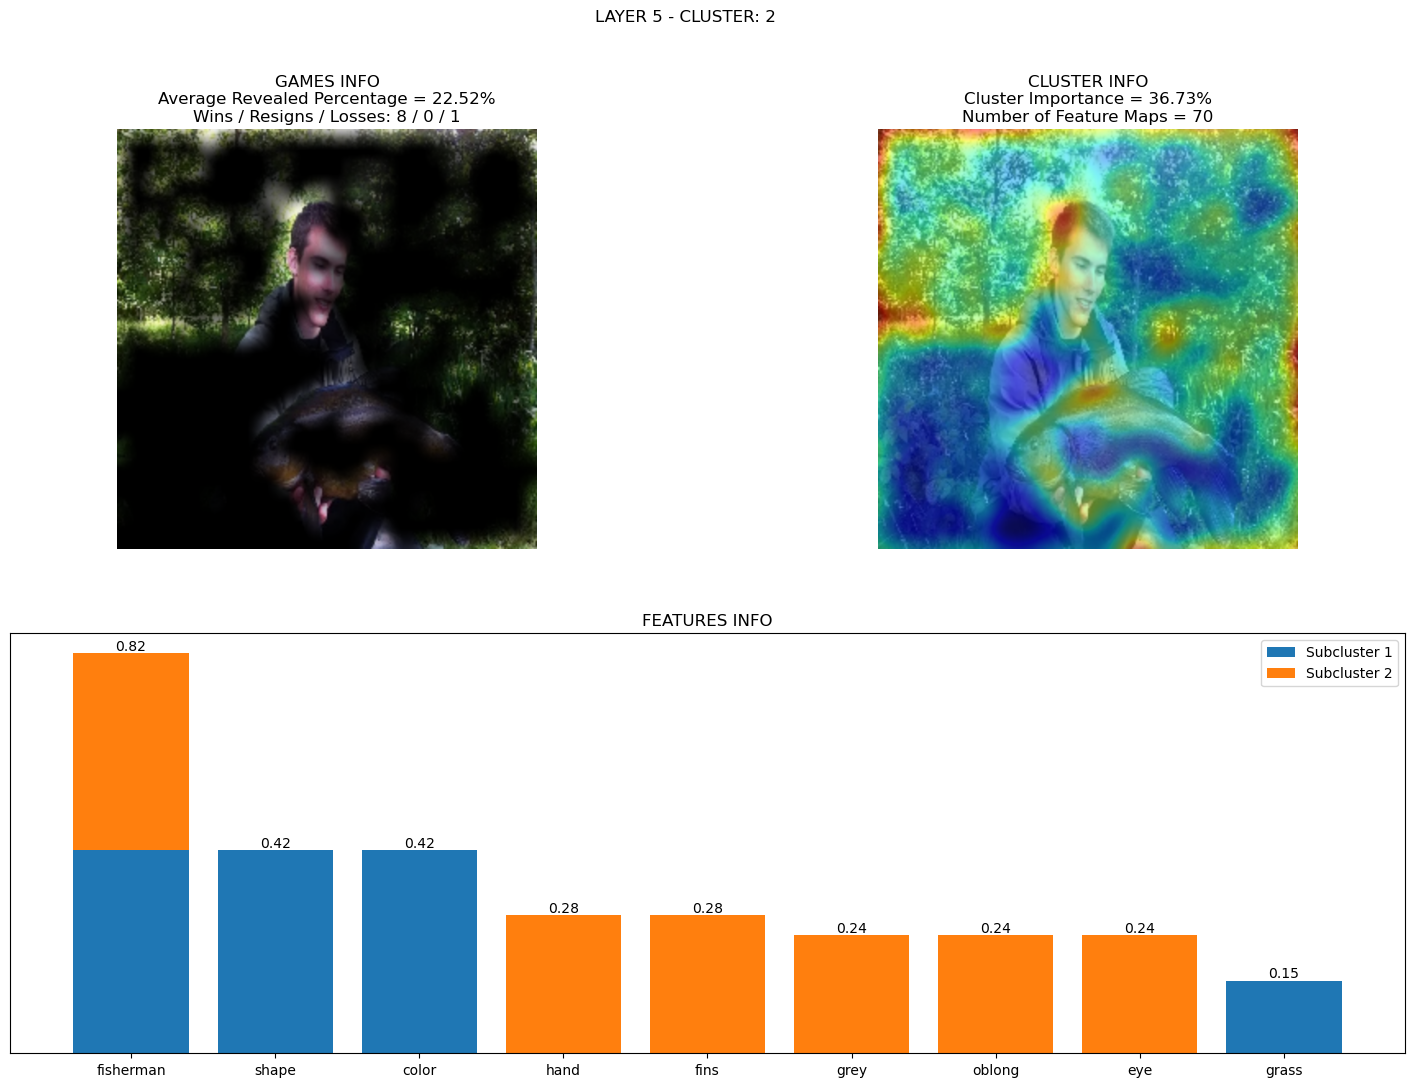 LAYER 5 - CLUSTER: 2
GAMES INFO
Average Revealed Percentage = 22.52%
Wins / Resigns / Losses: 8 / 0 / 1
CLUSTER INFO
Cluster Importance = 36.73%
Number of Feature Maps = 70
FEATURES INFO
Subcluster 1
Subcluster 2
0.82
0.42
0.42
0.28
0.28
0.24
0.24
0.24
0.15
fisherman
shape
color
hand
fins
grey
oblong
eye
grass